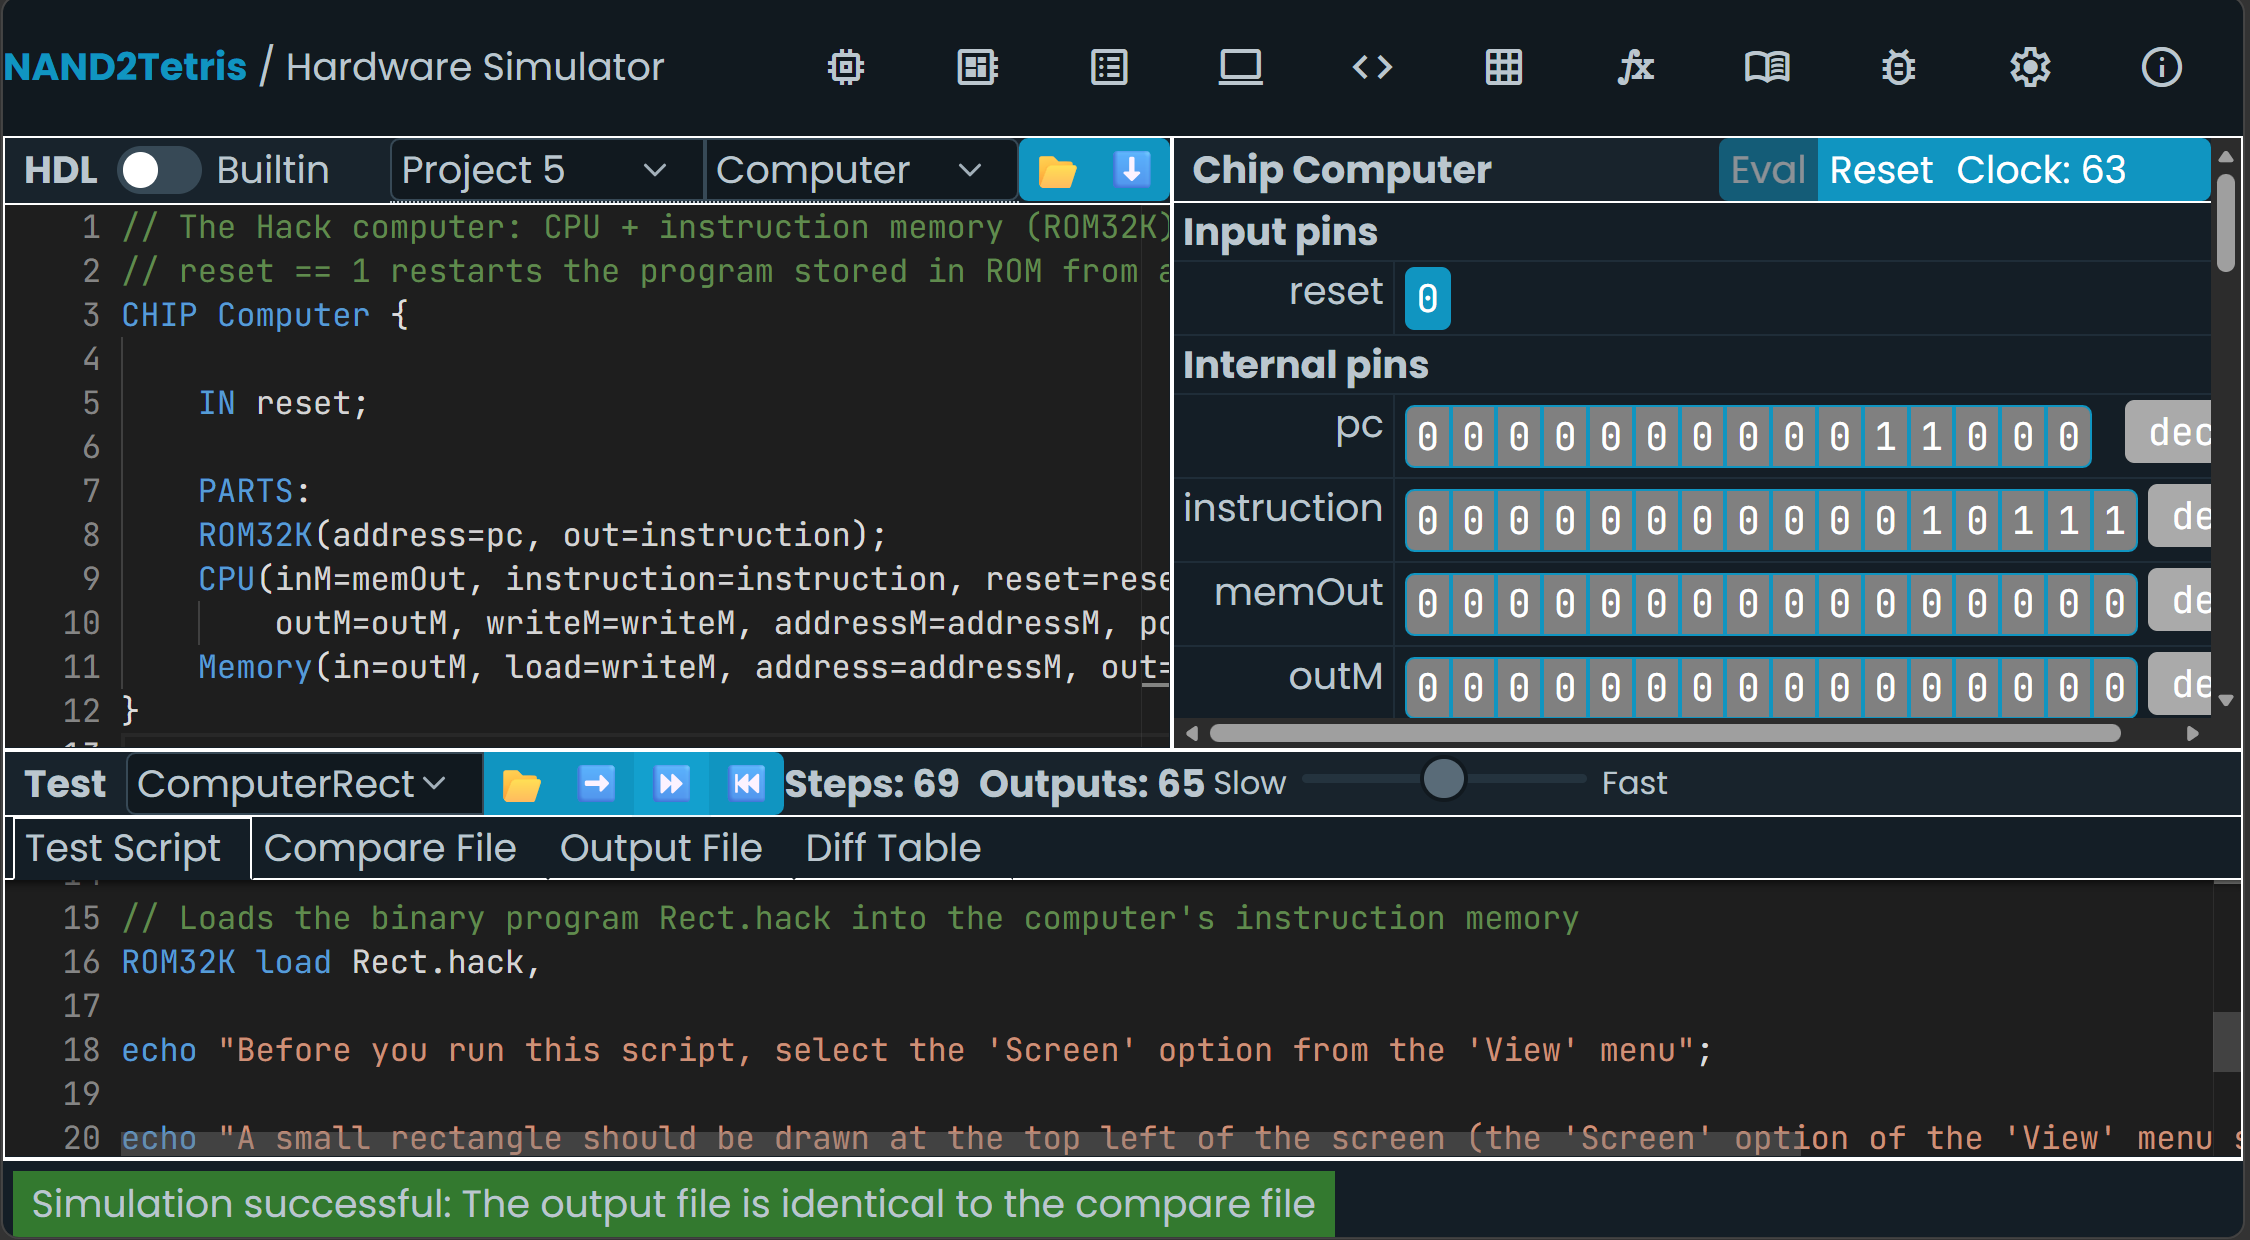 NAND2Tetris / Hardware Simulator
HDL Builtin Project 5 Computer
1 // The Hack computer: CPU + instruction memory (ROM32K)
2 // reset == 1 restarts the program stored in ROM from
3 CHIP Computer {
4
5 IN reset;
6
7 PARTS:
8 ROM32K(address=pc, out=instruction);
9 CPU(inM=memOut, instruction=instruction, reset=rese
10 outM=outM, writeM=writeM, addressM=addressM, pc
11 Memory(in=outM, load=writeM, address=addressM, out=
12 }
Chip Computer Eval Reset Clock: 63
Input pins
reset 0
Internal pins
pc 0 0 0 0 0 0 0 0 0 0 1 1 0 0 0 dec
instruction 0 0 0 0 0 0 0 0 0 0 0 1 0 1 1 1 de
memOut 0 0 0 0 0 0 0 0 0 0 0 0 0 0 0 0 de
outM 0 0 0 0 0 0 0 0 0 0 0 0 0 0 0 0 de
Test ComputerRect Steps: 69 Outputs: 65 Slow Fast
Test Script Compare File Output File Diff Table
15 // Loads the binary program Rect.hack into the computer's instruction memory
16 ROM32K load Rect.hack,
17
18 echo "Before you run this script, select the 'Screen' option from the 'View' menu";
19
20 echo "A small rectangle should be drawn at the top left of the screen (the 'Screen' option of the 'View' menu
Simulation successful: The output file is identical to the compare file